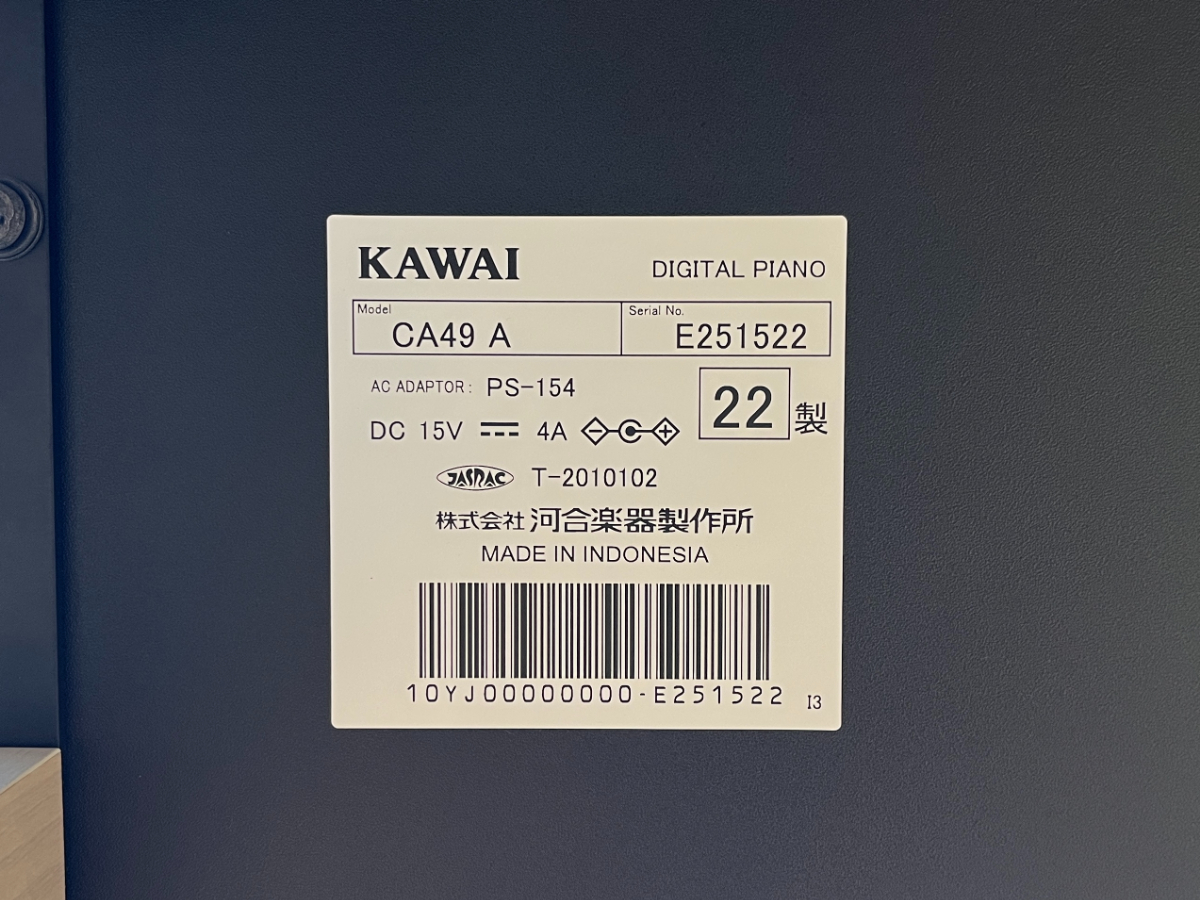 KAWAI
DIGITAL PIANO
Model
CA49 A
Serial No.
E251522
AC ADAPTOR: PS-154
DC 15V 4A
22 製
JASRAC T-2010102
株式会社 河合楽器製作所
MADE IN INDONESIA
10YJ00000000-E251522
I3